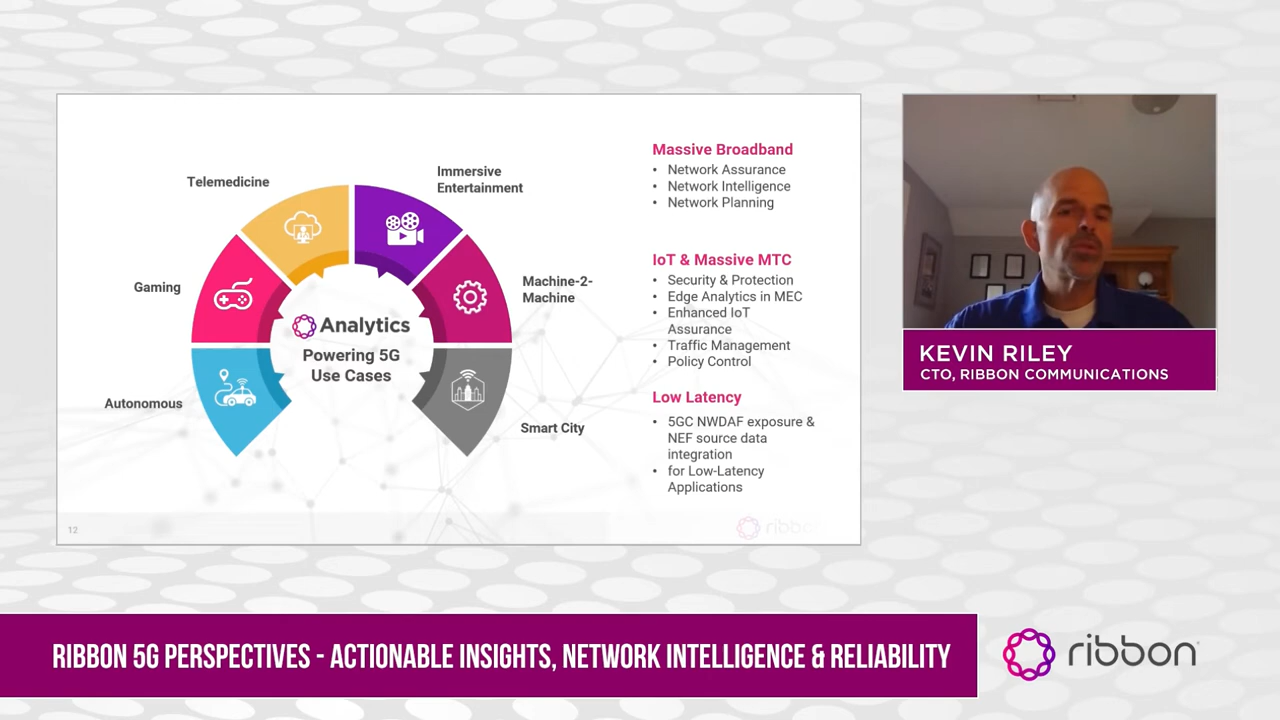 Telemedicine
Immersive
Entertainment
Gaming
Machine-2-
Machine
Analytics
Powering 5G
Use Cases
Autonomous
Smart City
Massive Broadband
• Network Assurance
• Network Intelligence
• Network Planning
IoT & Massive MTC
• Security & Protection
• Edge Analytics in MEC
• Enhanced IoT
Assurance
• Traffic Management
• Policy Control
Low Latency
• 5GC NWDAF exposure &
NEF source data
integration
• for Low-Latency
Applications
12
ribbon
KEVIN RILEY
CTO, RIBBON COMMUNICATIONS
RIBBON 5G PERSPECTIVES - ACTIONABLE INSIGHTS, NETWORK INTELLIGENCE & RELIABILITY
ribbon